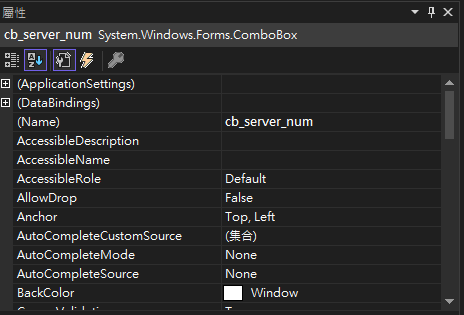 屬性
cb_server_num System.Windows.Forms.ComboBox
(ApplicationSettings)
(DataBindings)
(Name) cb_server_num
AccessibleDescription
AccessibleName
AccessibleRole Default
AllowDrop False
Anchor Top, Left
AutoCompleteCustomSource (集合)
AutoCompleteMode None
AutoCompleteSource None
BackColor Window